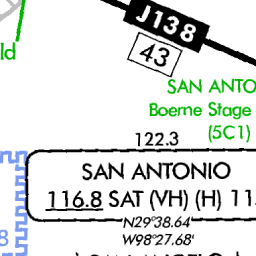 J138
43
ld
SAN ANTO
Boerne Stage
(5C1)
122.3
SAN ANTONIO
116.8 SAT (VH) (H) 11
N29°38.64'
W98°27.68'
8